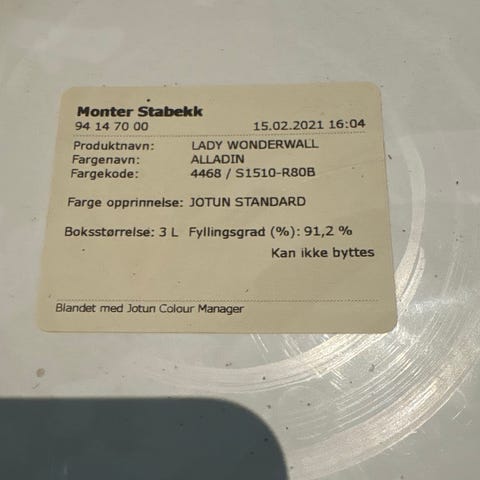 Monter Stabekk
94 14 70 00 15.02.2021 16:04
Produktnavn: LADY WONDERWALL
Fargenavn: ALLADIN
Fargekode: 4468 / S1510-R80B
Farge opprinnelse: JOTUN STANDARD
Boksstørrelse: 3 L Fyllingsgrad (%): 91,2 %
Kan ikke byttes
Blandet med Jotun Colour Manager